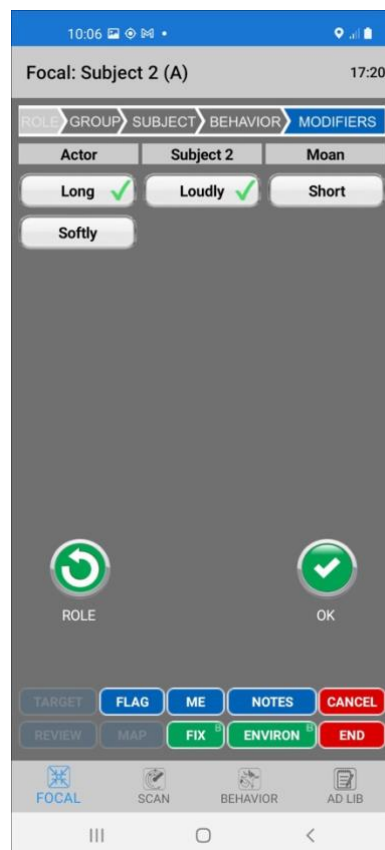 10:06
Focal: Subject 2 (A) 17:20
ROLE GROUP SUBJECT BEHAVIOR MODIFIERS
Actor Subject 2 Moan
Long Loudly Short
Softly
ROLE OK
TARGET FLAG ME NOTES CANCEL
REVIEW MAP FIX B ENVIRON B END
FOCAL SCAN BEHAVIOR AD LIB